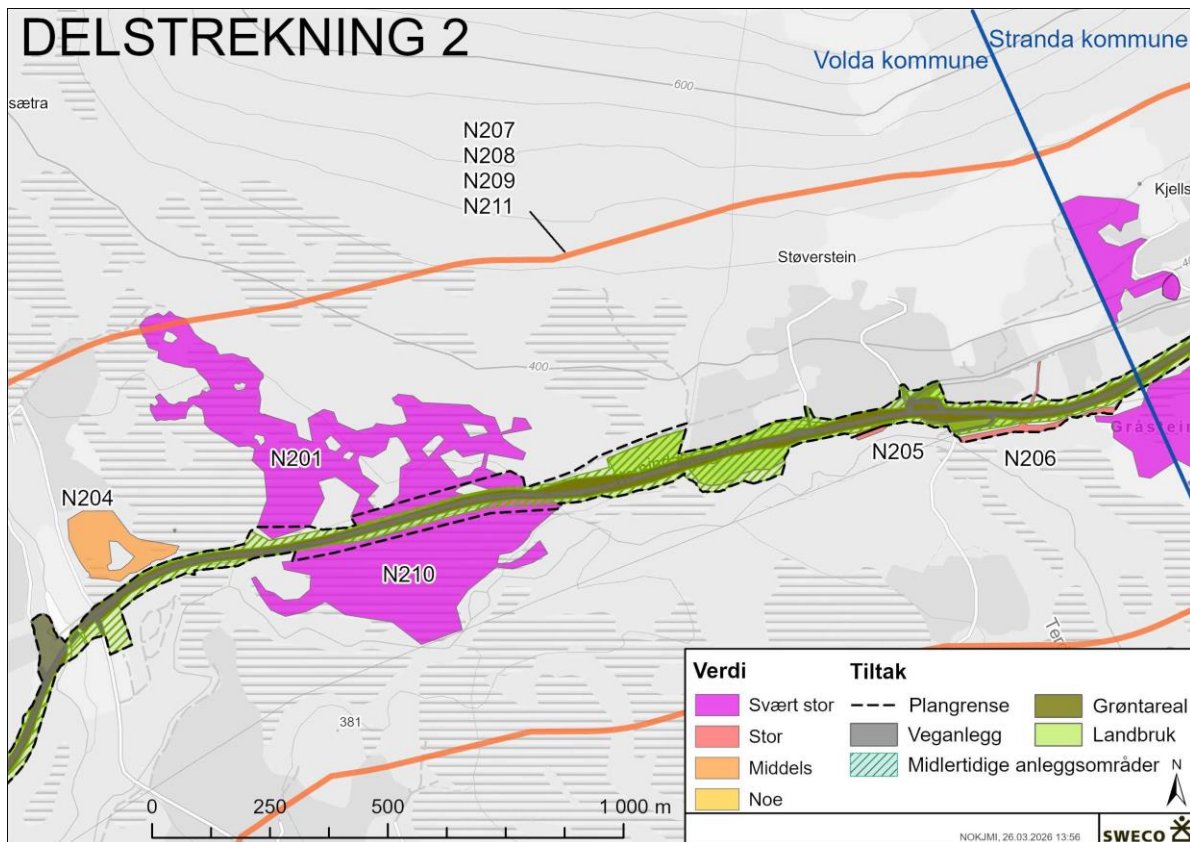 DELSTREKNING 2
Stranda kommune
Volda kommune
600
sætra
N207
N208
N209
N211
Kjells
Støverstein
400
N201
N204
N205
N206
N210
381
0 250 500 1 000 m
Verdi
Svært stor
Stor
Middels
Noe
Tiltak
Plangrense
Veganlegg
Midlertidige anleggsområder
Grøntareal
Landbruk
N
NOKJMI, 26.03.2026 13:56
SWECO